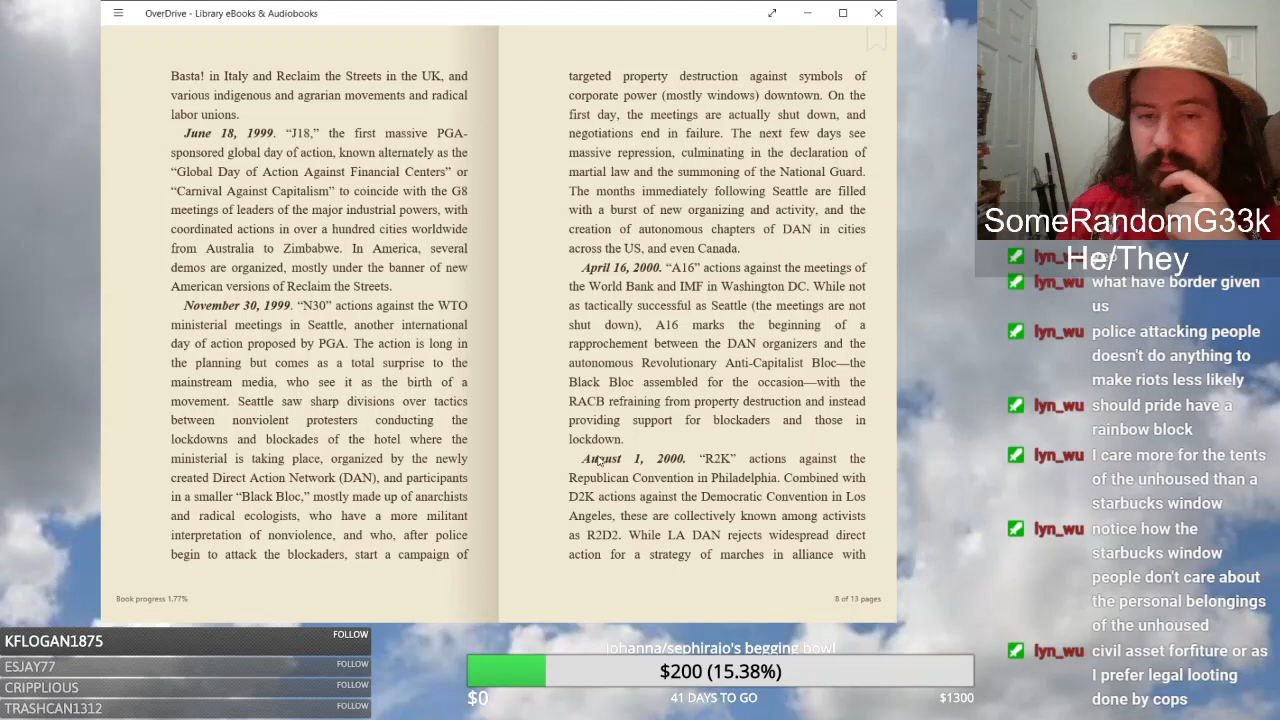 OverDrive - Library eBooks & Audiobooks
Basta! in Italy and Reclaim the Streets in the UK, and
various indigenous and agrarian movements and radical
labor unions.
June 18, 1999. “J18,” the first massive PGA-
sponsored global day of action, known alternately as the
“Global Day of Action Against Financial Centers” or
“Carnival Against Capitalism” to coincide with the G8
meetings of leaders of the major industrial powers, with
coordinated actions in over a hundred cities worldwide
from Australia to Zimbabwe. In America, several
demos are organized, mostly under the banner of new
American versions of Reclaim the Streets.
November 30, 1999. “N30” actions against the WTO
ministerial meetings in Seattle, another international
day of action proposed by PGA. The action is long in
the planning but comes as a total surprise to the
mainstream media, who see it as the birth of a
movement. Seattle saw sharp divisions over tactics
between nonviolent protesters conducting the
lockdowns and blockades of the hotel where the
ministerial is taking place, organized by the newly
created Direct Action Network (DAN), and participants
in a smaller “Black Bloc,” mostly made up of anarchists
and radical ecologists, who have a more militant
interpretation of nonviolence, and who, after police
begin to attack the blockaders, start a campaign of
Book progress 1.77%
targeted property destruction against symbols of
corporate power (mostly windows) downtown. On the
first day, the meetings are actually shut down, and
negotiations end in failure. The next few days see
massive repression, culminating in the declaration of
martial law and the summoning of the National Guard.
The months immediately following Seattle are filled
with a burst of new organizing and activity, and the
creation of autonomous chapters of DAN in cities
across the US, and even Canada.
April 16, 2000. “A16” actions against the meetings of
the World Bank and IMF in Washington DC. While not
as tactically successful as Seattle (the meetings are not
shut down), A16 marks the beginning of a
rapprochement between the DAN organizers and the
autonomous Revolutionary Anti-Capitalist Bloc—the
Black Bloc assembled for the occasion—with the
RACB refraining from property destruction and instead
providing support for blockaders and those in
lockdown.
August 1, 2000. “R2K” actions against the
Republican Convention in Philadelphia. Combined with
D2K actions against the Democratic Convention in Los
Angeles, these are collectively known among activists
as R2D2. While LA DAN rejects widespread direct
action for a strategy of marches in alliance with
8 of 13 pages
SomeRandomG33k
He/They
lyn_wu
lyn_wu what have border given
us
lyn_wu police attacking people
doesn't do anything to
make riots less likely
lyn_wu should pride have a
rainbow block
lyn_wu I care more for the tents
of the unhoused than a
starbucks window
lyn_wu notice how the
starbucks window
people don't care about
the personal belongings
of the unhoused
lyn_wu civil asset forfiture or as
I prefer legal looting
done by cops
KFLOGAN1875 FOLLOW
ESJAY77 FOLLOW
CRIPPLIOUS FOLLOW
TRASHCAN1312 FOLLOW
johanna/sephiraio's begging bowl
$200 (15.38%)
$0 41 DAYS TO GO $1300